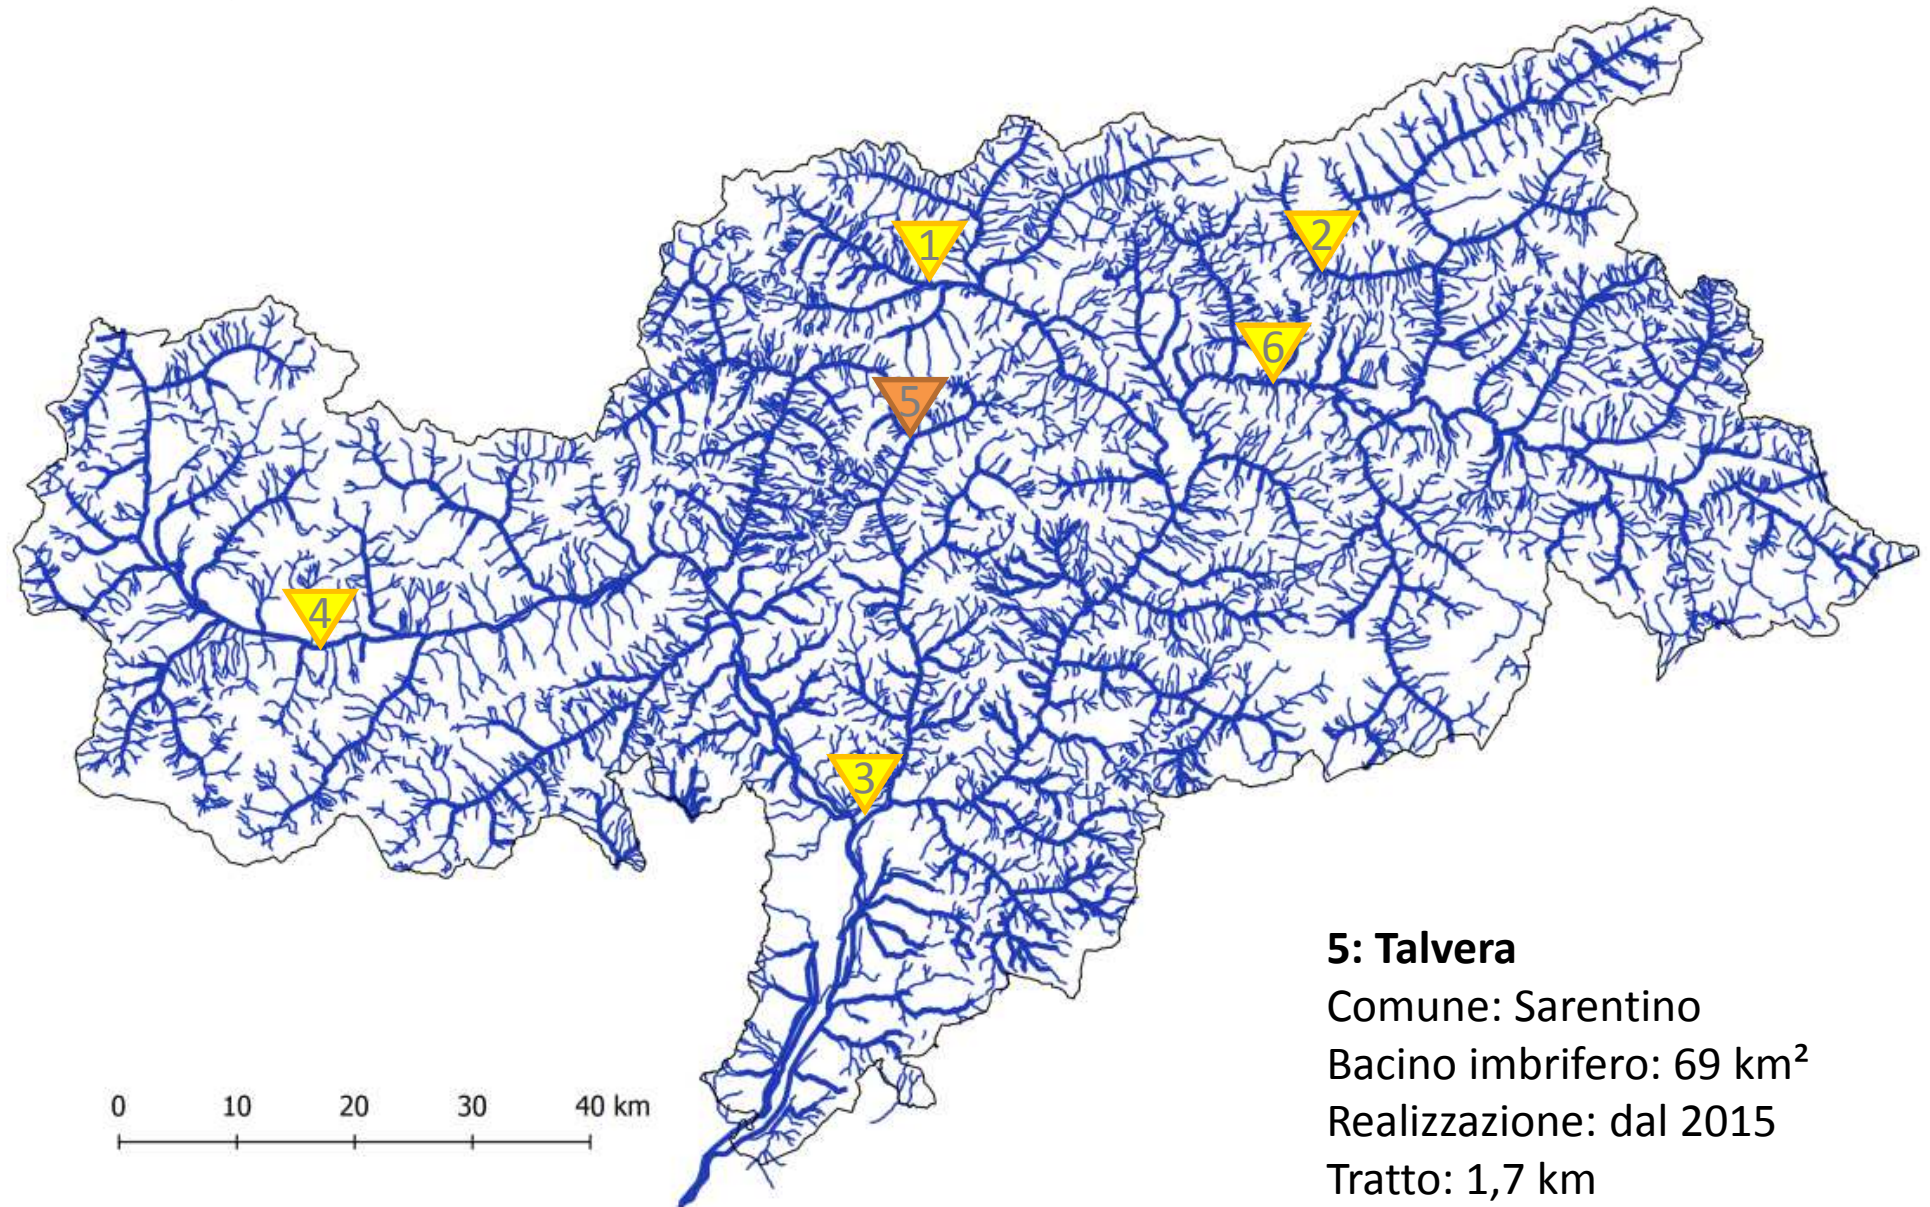 1
2
6
5
4
3
0 10 20 30 40 km
5: Talvera
Comune: Sarentino
Bacino imbrifero: 69 km²
Realizzazione: dal 2015
Tratto: 1,7 km